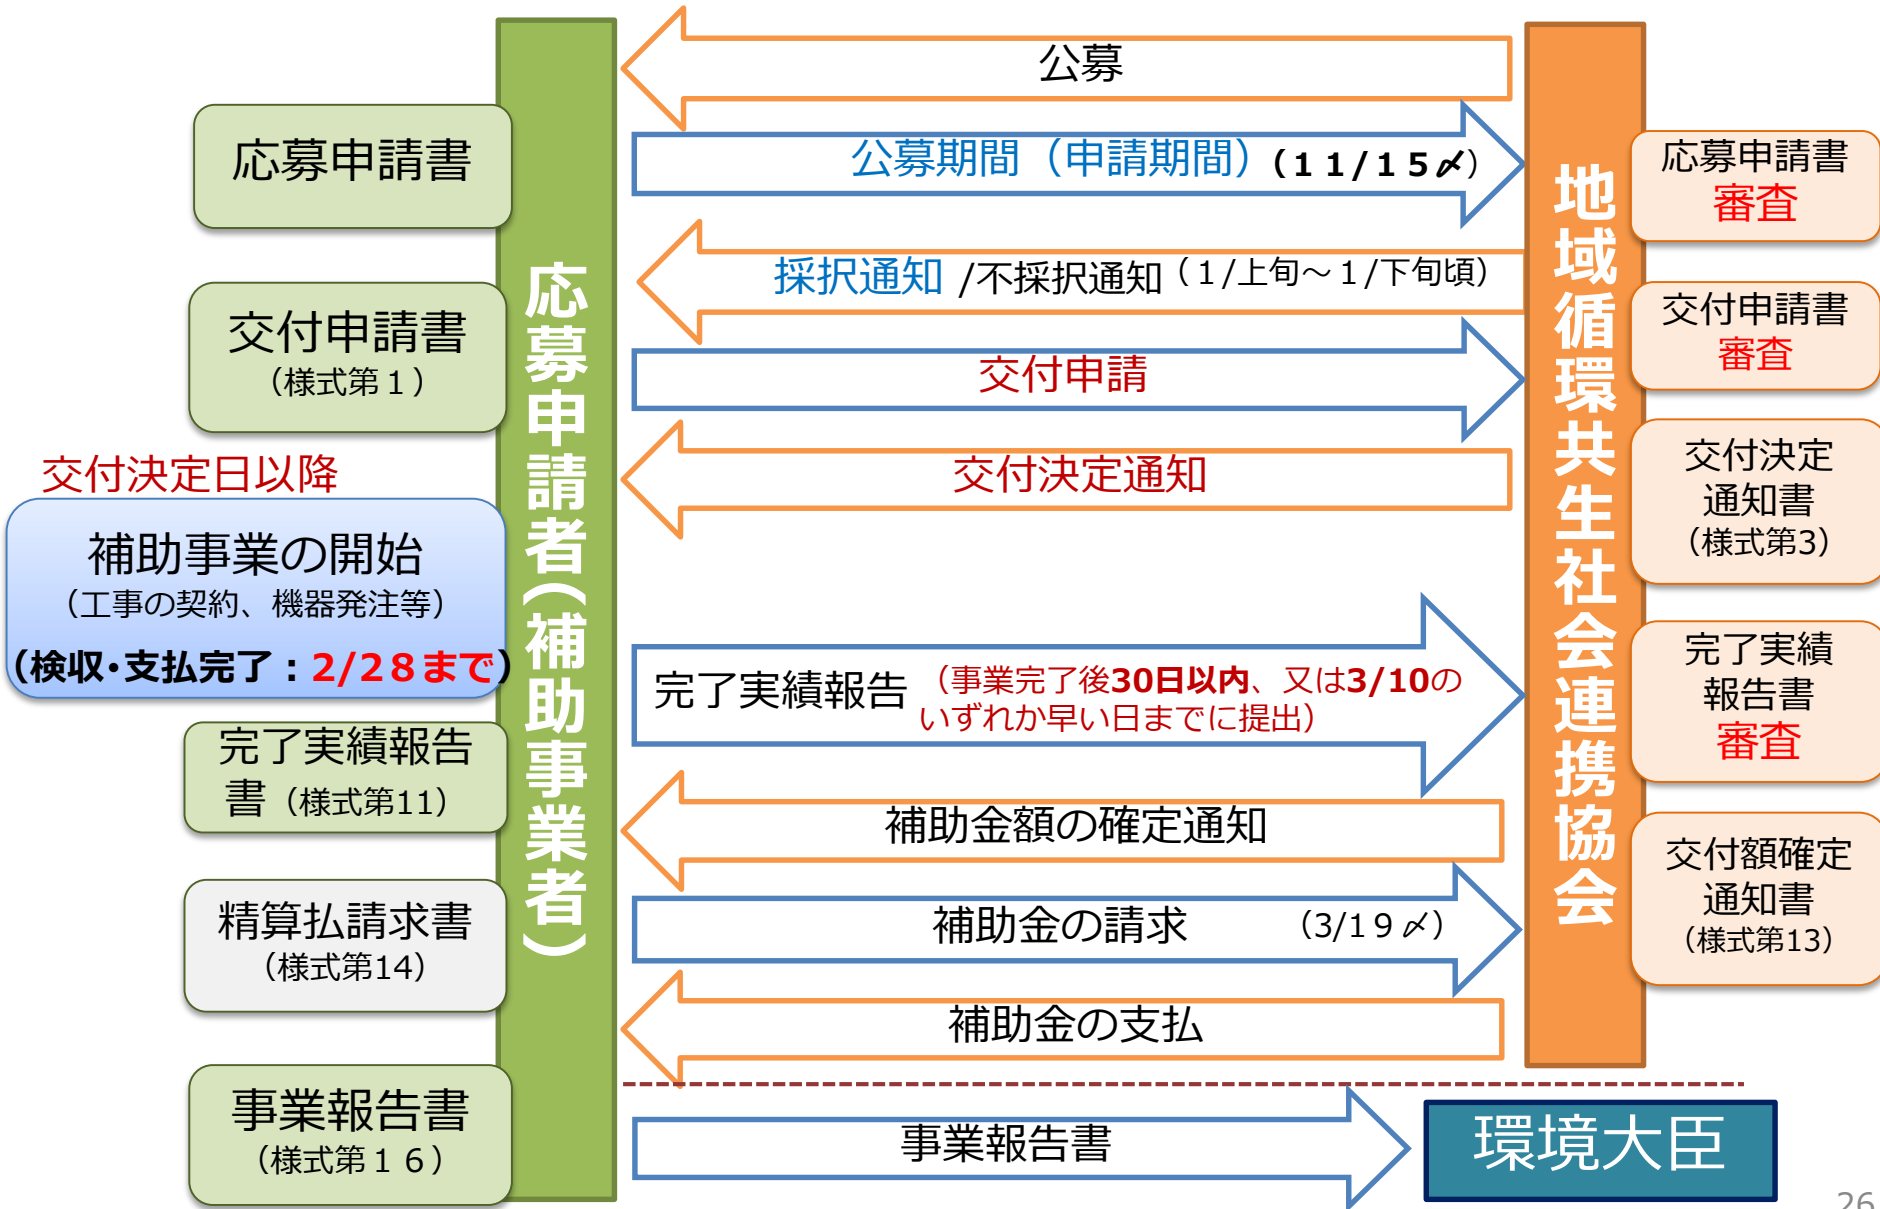 公募
応募申請書
公募期間（申請期間）（１１/１５〆）
応募申請書
審査
採択通知 /不採択通知（１/上旬～１/下旬頃）
交付申請書
（様式第１）
交付申請書
審査
交付申請
交付決定通知
交付決定
通知書
（様式第3）
交付決定日以降
補助事業の開始
（工事の契約、機器発注等）
（検収・支払完了：2/2８まで）
応募申請者（補助事業者）
地域循環共生社会連携協会
完了実績報告
（事業完了後30日以内、又は3/10の
いずれか早い日までに提出）
完了実績
報告書
審査
完了実績報告
書（様式第11）
補助金額の確定通知
交付額確定
通知書
（様式第13）
精算払請求書
（様式第14）
補助金の請求　（3/1９〆）
補助金の支払
事業報告書
（様式第１６）
事業報告書
環境大臣
26